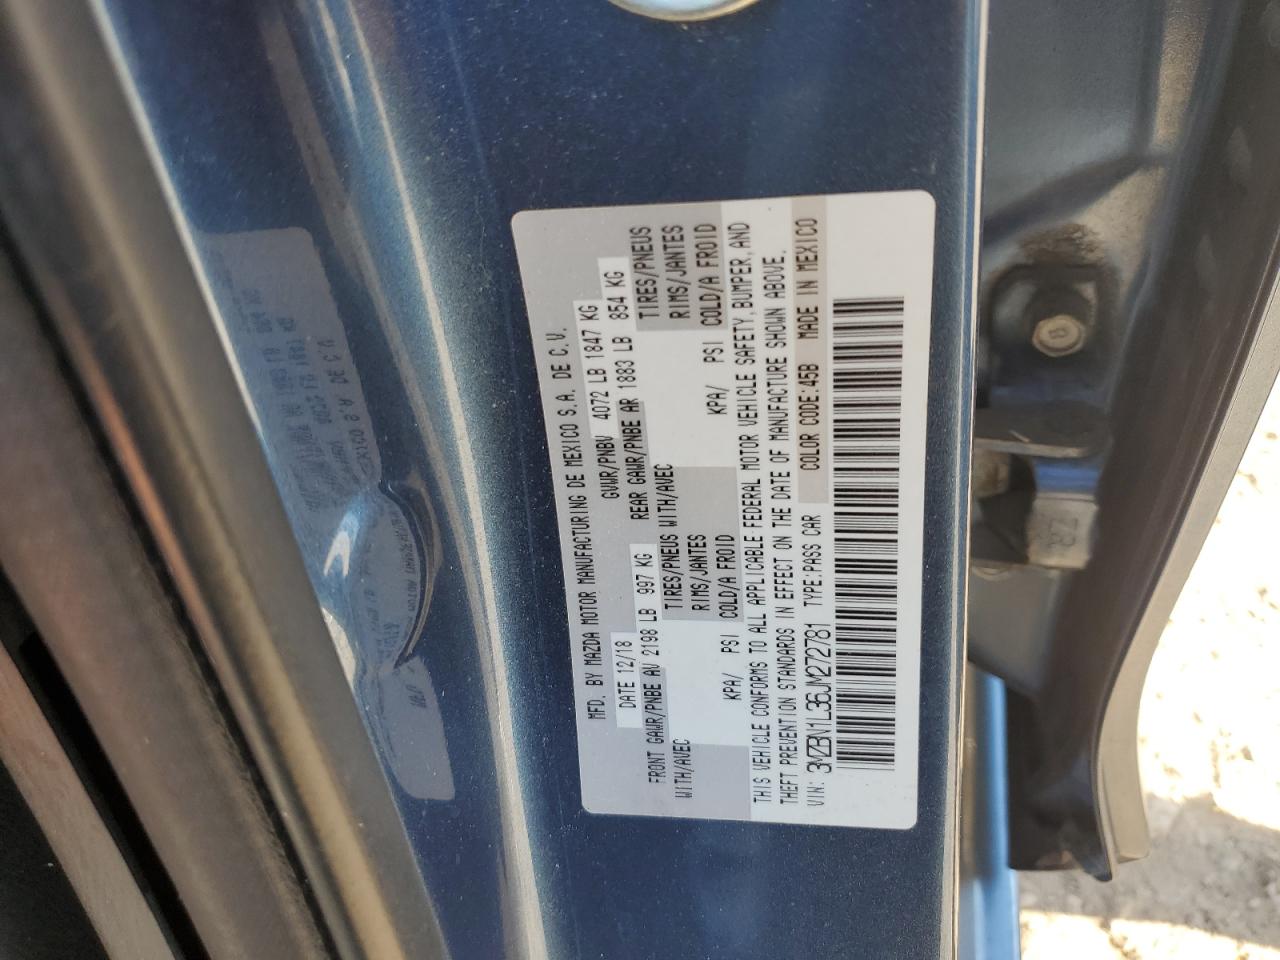 MFD. BY MAZDA MOTOR MANUFACTURING DE MEXICO S.A. DE C.V.
DATE 12/18 GVWR/PNBV 4072 LB 1847 KG
FRONT GAWR/PNBE AV 2198 LB 997 KG REAR GAWR/PNBE AR 1883 LB 854 KG
WITH/AVEC TIRES/PNEUS WITH/AVEC TIRES/PNEUS
RIMS/JANTES RIMS/JANTES
KPA/ PSI COLD/A FROID KPA/ PSI COLD/A FROID
THIS VEHICLE CONFORMS TO ALL APPLICABLE FEDERAL MOTOR VEHICLE SAFETY, BUMPER, AND
THEFT PREVENTION STANDARDS IN EFFECT ON THE DATE OF MANUFACTURE SHOWN ABOVE.
VIN: 3MZBN1L36JM272781 TYPE: PASS CAR COLOR CODE: 45B MADE IN MEXICO